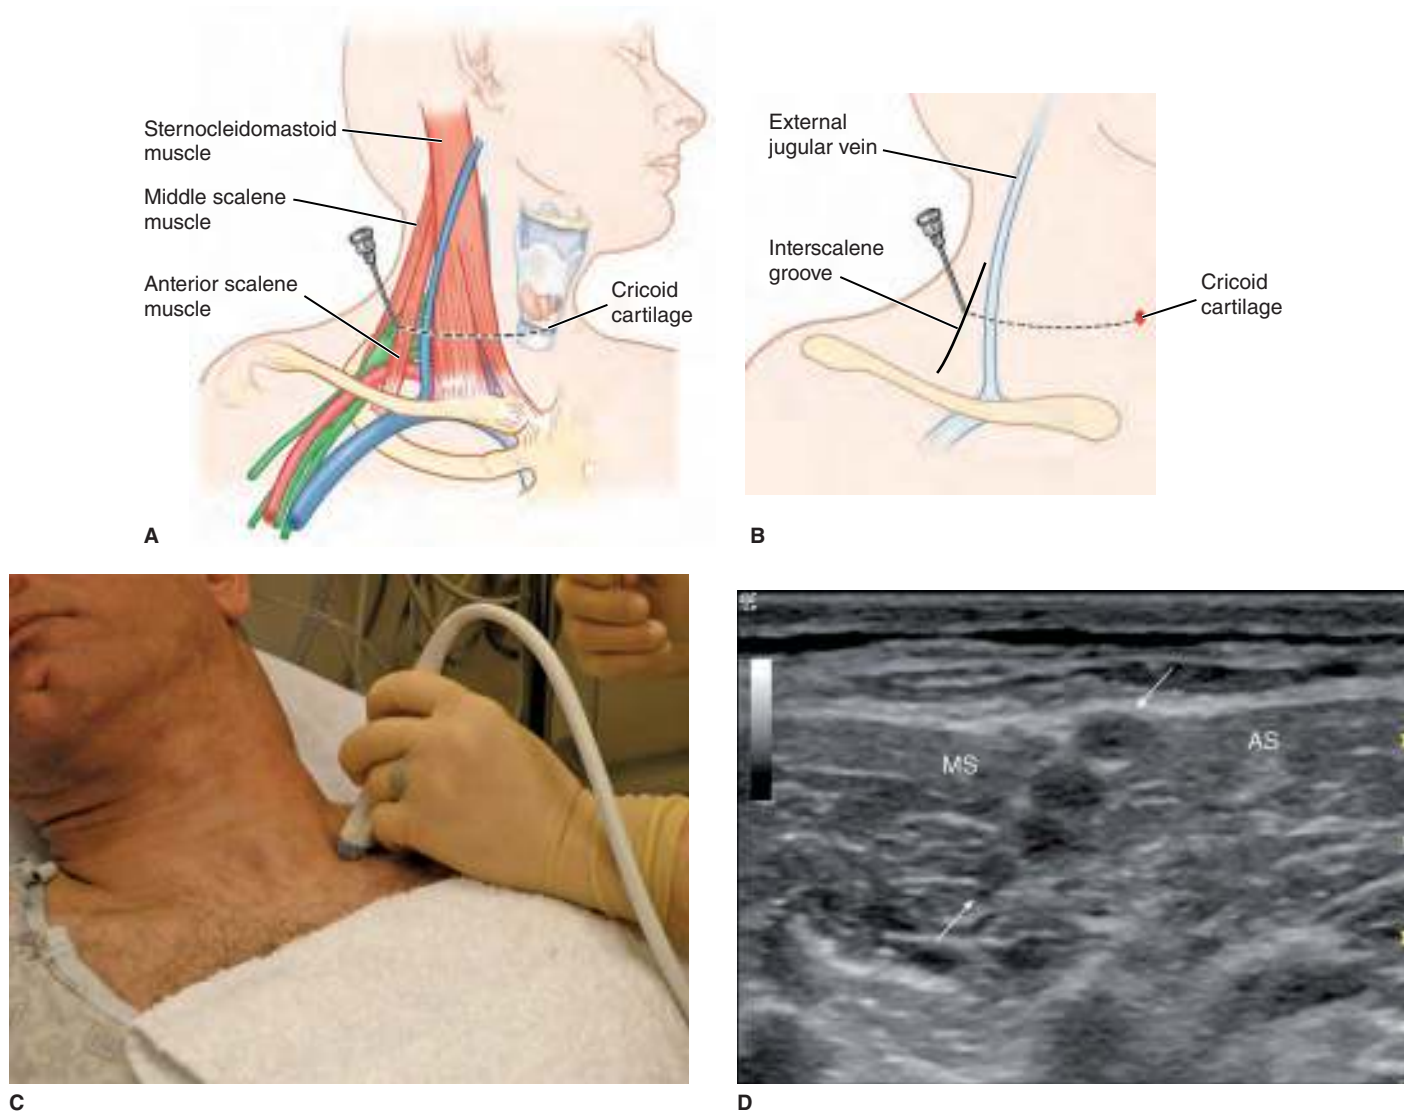 Sternocleidomastoid
muscle
Middle scalene
muscle
Anterior scalene
muscle
Cricoid
cartilage
A
External
jugular vein
Interscalene
groove
Cricoid
cartilage
B
C
MS
AS
D